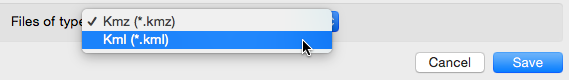 Files of type ✓ Kmz (*.kmz)
Kml (*.kml)
Cancel Save